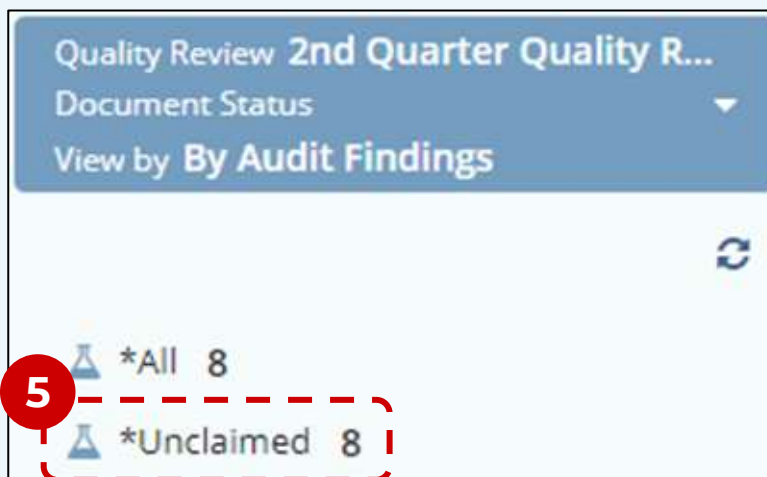 Quality Review 2nd Quarter Quality R...
Document Status
View by By Audit Findings
*All 8
5
*Unclaimed 8